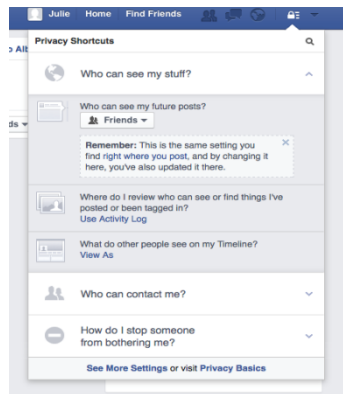 Julie Home Find Friends
Privacy Shortcuts
Who can see my stuff?
Who can see my future posts?
Friends
Remember: This is the same setting you
find right where you post, and by changing it
here, you've also updated it there.
Where do I review who can see or find things I've
posted or been tagged in?
Use Activity Log
What do other people see on my Timeline?
View As
Who can contact me?
How do I stop someone
from bothering me?
See More Settings or visit Privacy Basics